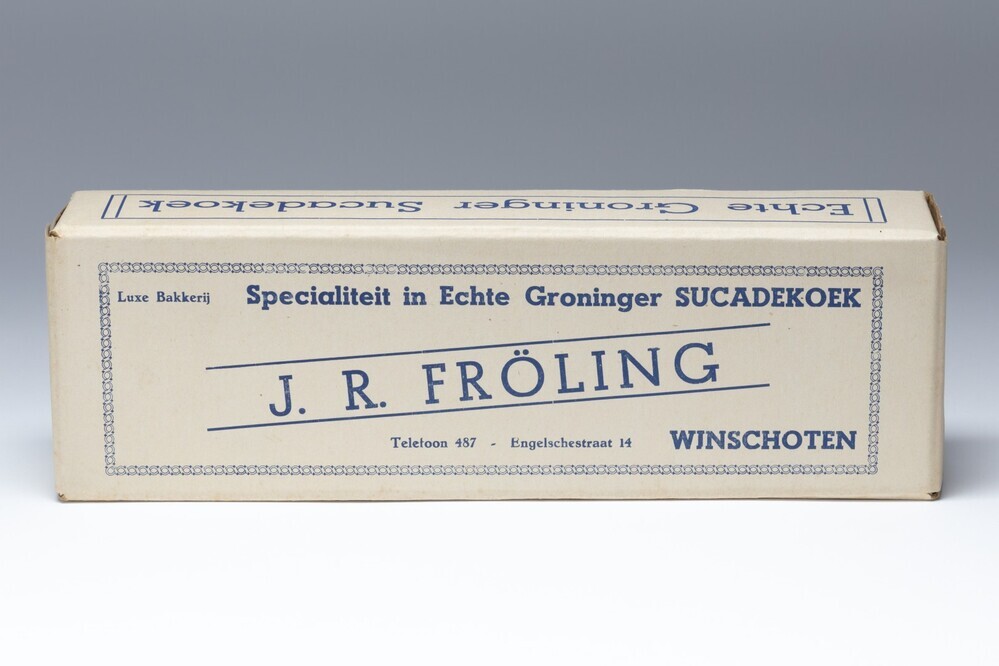 Echte Groninger Sucadekoek
Luxe Bakkerij Specialiteit in Echte Groninger SUCADEKOEK
J. R. FRÖLING
Telefoon 487 - Engelschestraat 14 WINSCHOTEN